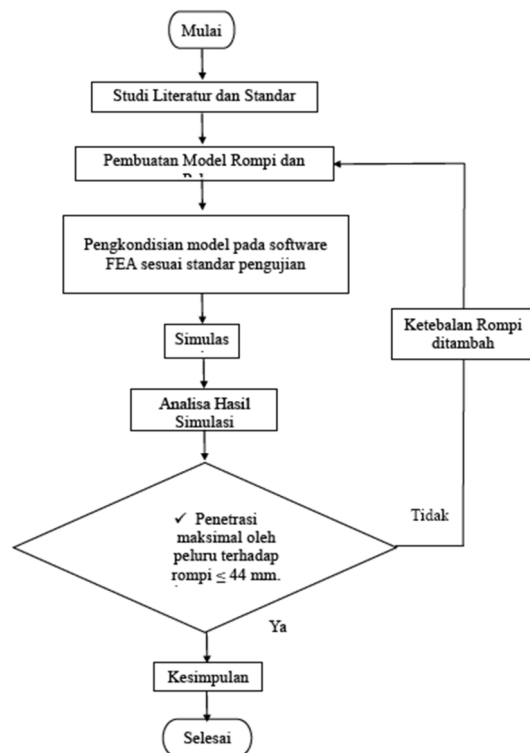 Mulai
Studi Literatur dan Standar
Pembuatan Model Rompi dan
Pengkondisian model pada software
FEA sesuai standar pengujian
Simulas
Analisa Hasil
Simulasi
✓ Penetrasi
maksimal oleh
peluru terhadap
rompi ≤ 44 mm.
Tidak
Ketebalan Rompi
ditambah
Ya
Kesimpulan
Selesai